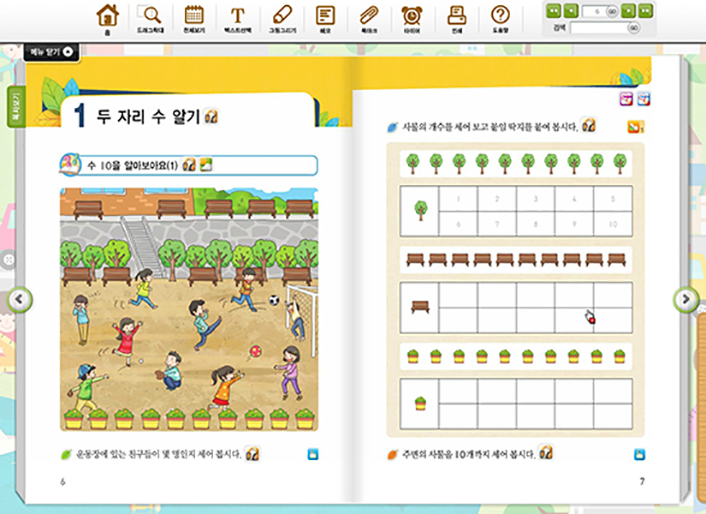 홈
드래그확대
전체보기
텍스트선택
그림그리기
메모
북마크
타이머
인쇄
도움말
6
GO
검색
GO
메뉴 닫기
목차보기
1 두 자리 수 알기
수 10을 알아보아요(1)
운동장에 있는 친구들이 몇 명인지 세어 봅시다.
6
사물의 개수를 세어 보고 붙임 딱지를 붙여 봅시다.
1 2 3 4 5
6 7 8 9 10
주변의 사물을 10개까지 세어 봅시다.
7